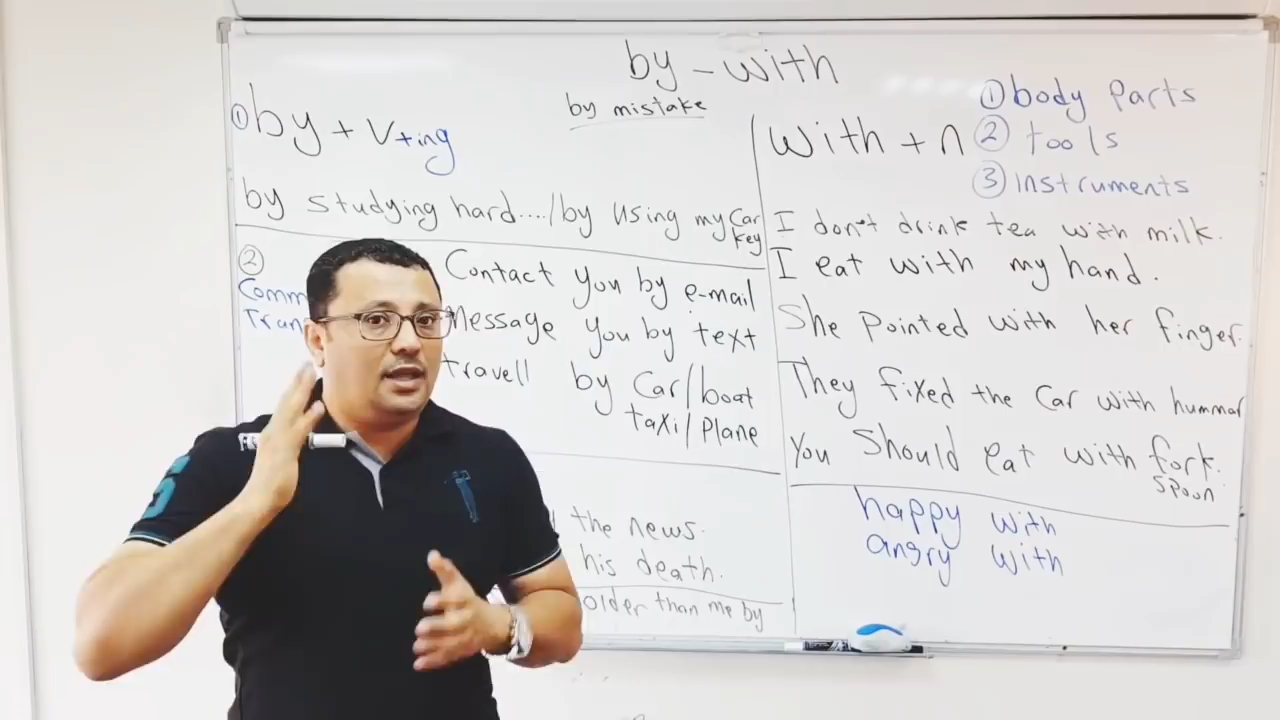 by - with
by mistake
① by + V+ing
by studying hard..../by using my car key
②
Contact you by e-mail
Message you by text
travell by car/boat
taxi/plane
the news.
his death.
older than me by
with + n
① body parts
② tools
③ instruments
I don't drink tea with milk.
I eat with my hand.
She pointed with her finger.
They fixed the car with hummar
You should eat with fork.
spoon
happy with
angry with